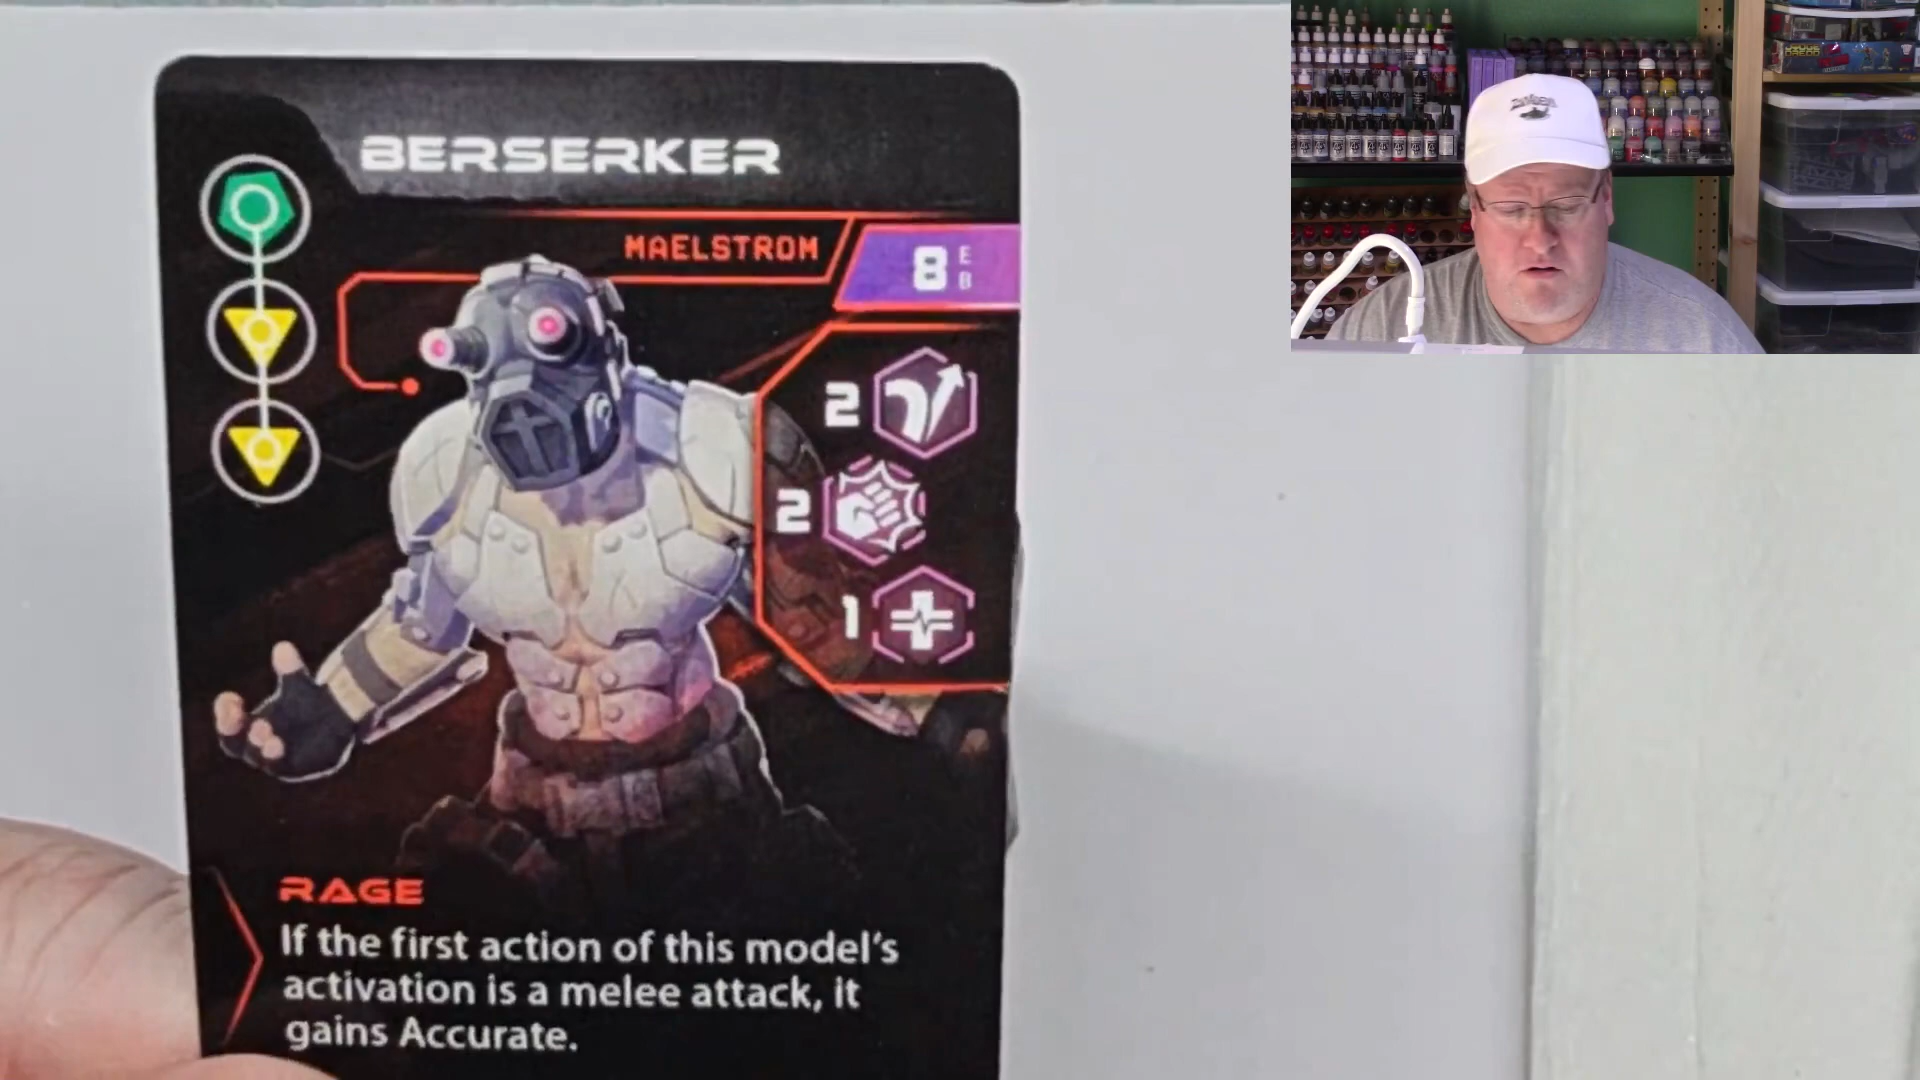 BERSERKER
MAELSTROM
8 E B
2
2
1
RAGE
If the first action of this model's
activation is a melee attack, it
gains Accurate.